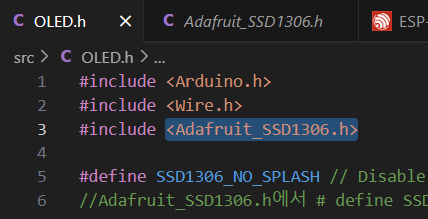 OLED.h
Adafruit_SSD1306.h
ESP-
src > OLED.h > ...
1 #include <Arduino.h>
2 #include <Wire.h>
3 #include <Adafruit_SSD1306.h>
4
5 #define SSD1306_NO_SPLASH // Disable
6 //Adafruit_SSD1306.h에서 # define SSD